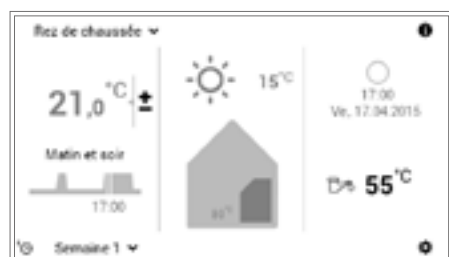 Rez de chaussée
21,0°C ±
15°C
17:00
Ve, 17.04.2015
Matin et soir
17:00
55°C
Semaine 1